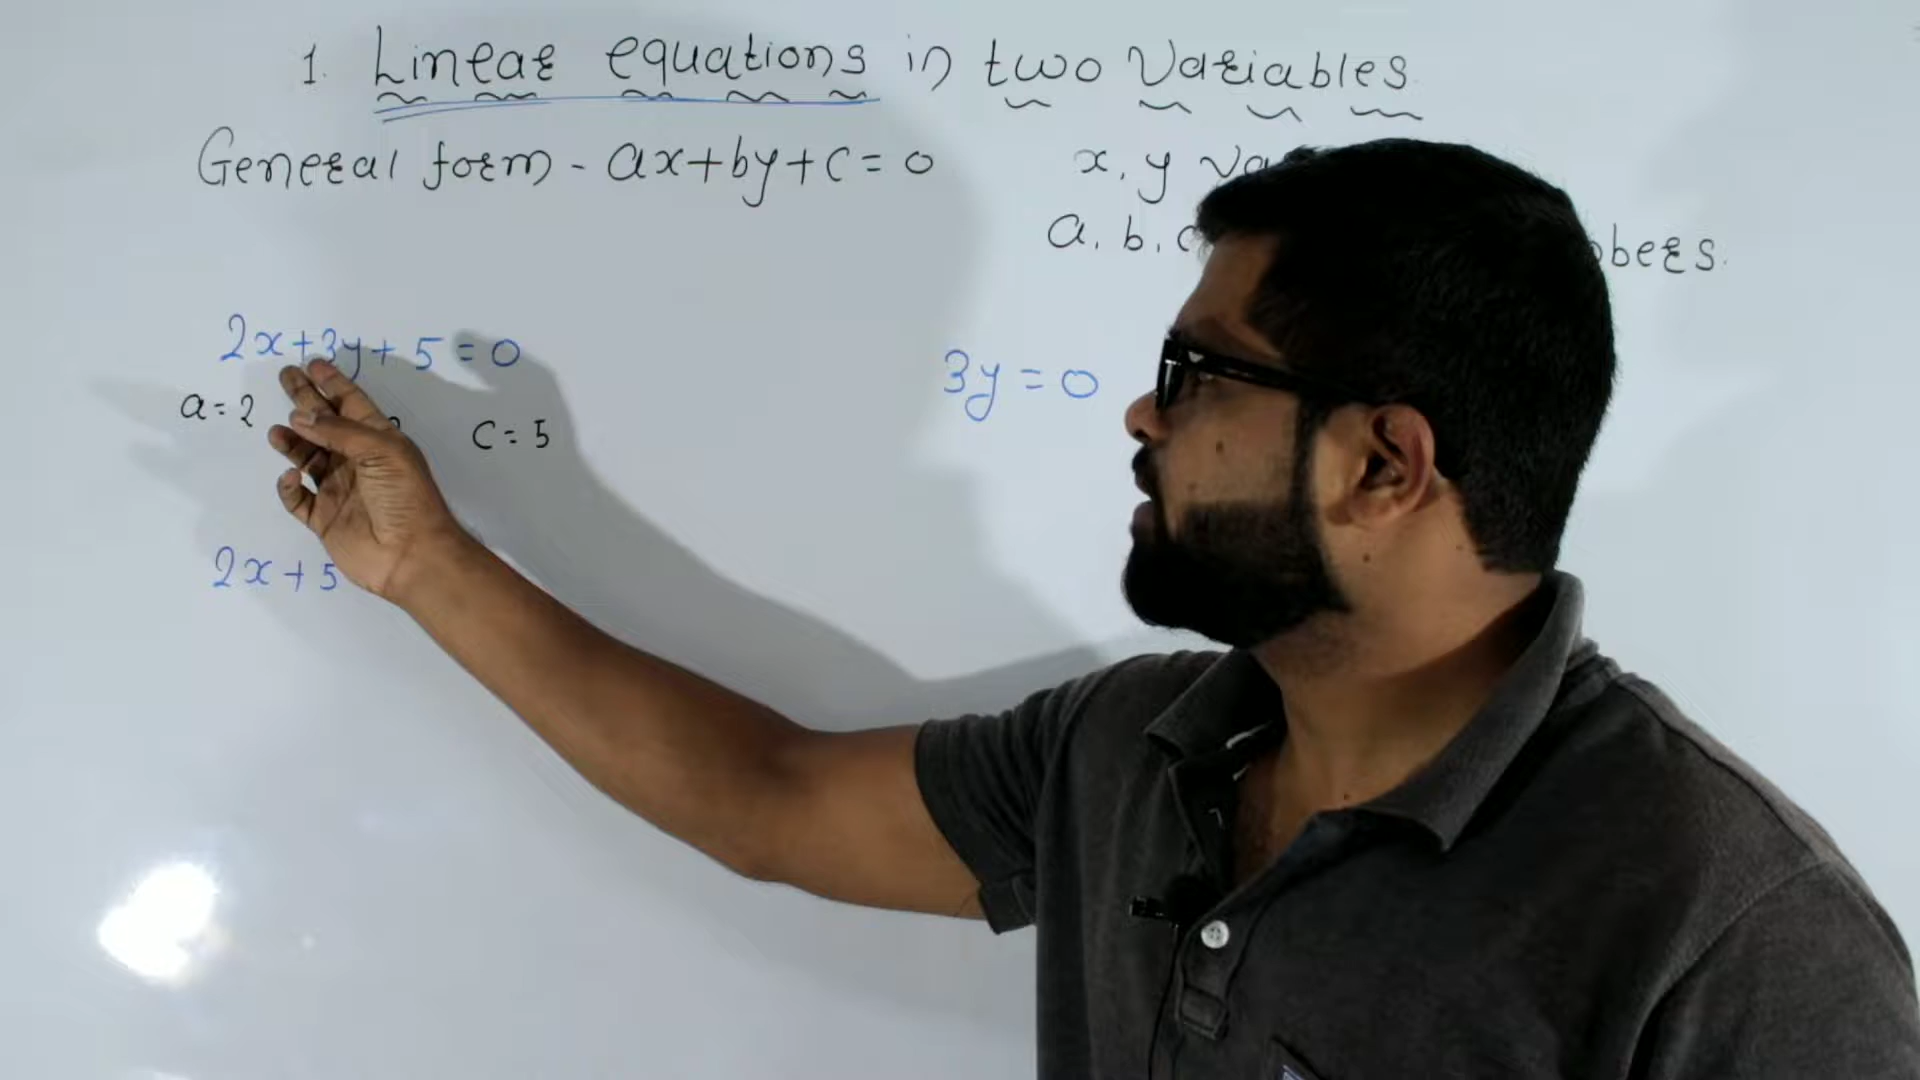 1. Linear equations in two Variables
General form - ax+by+c=0
x, y
a, b, c
2x+3y+5=0
a=2
C=5
3y=0
2x+5